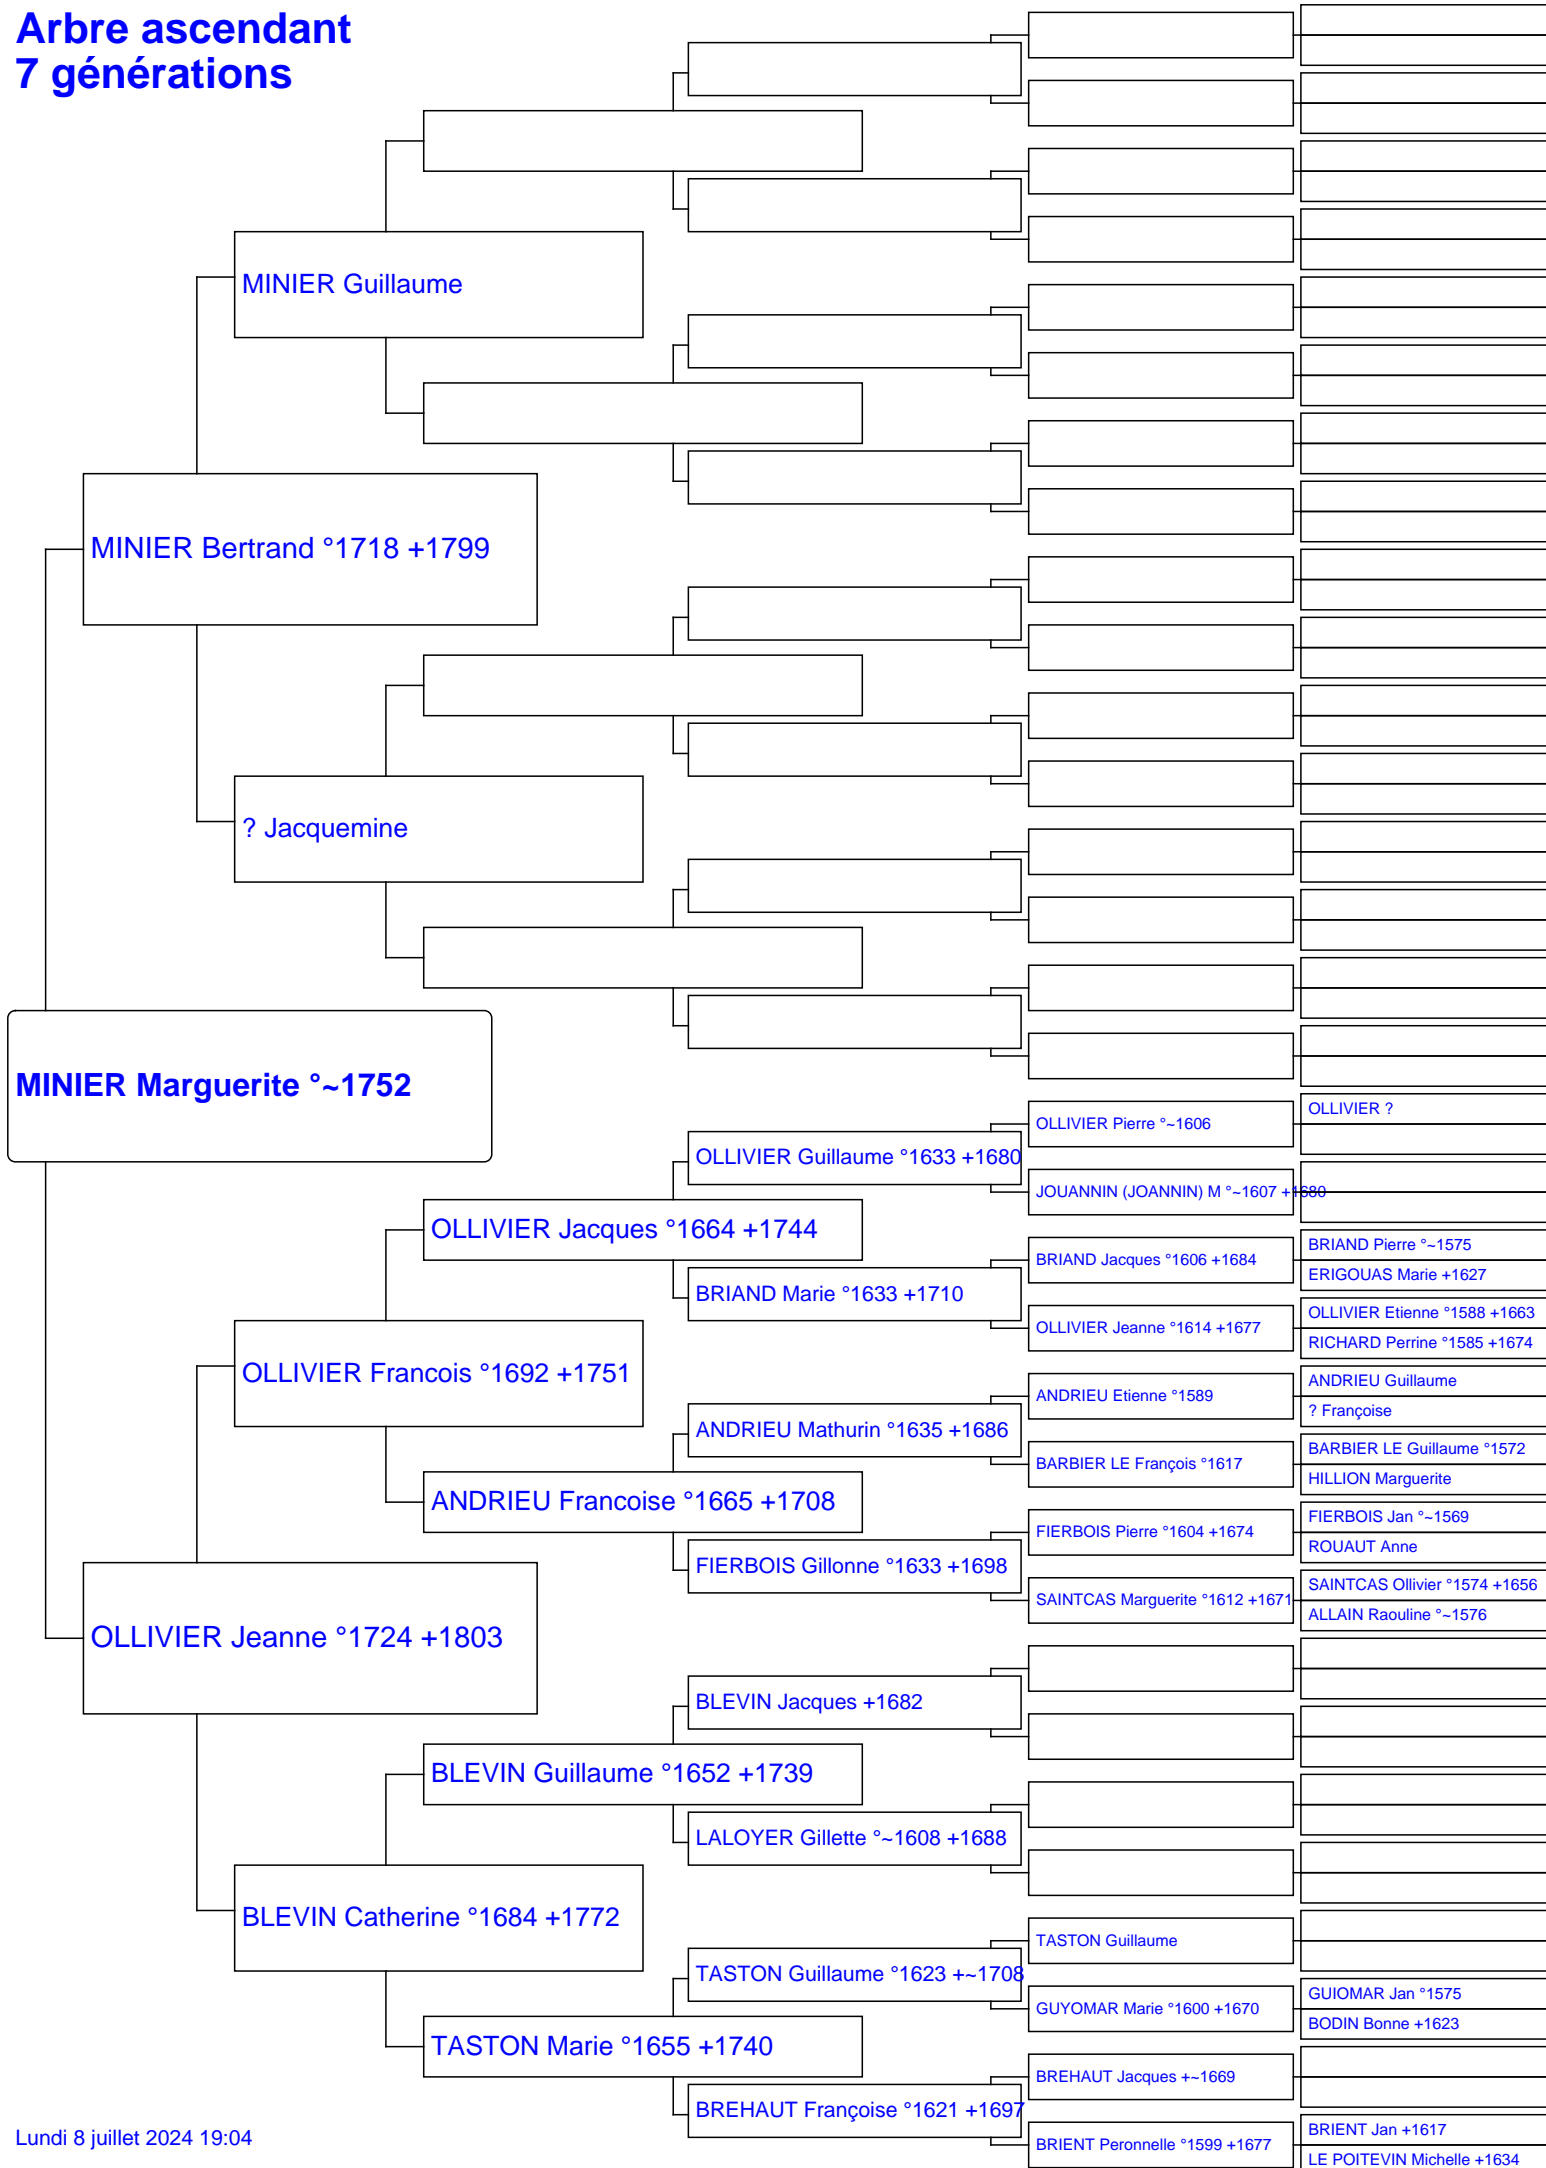 Arbre ascendant
7 générations
MINIER Guillaume
MINIER Bertrand °1718 +1799
? Jacquemine
MINIER Marguerite °~1752
OLLIVIER ?
OLLIVIER Pierre °~1606
OLLIVIER Guillaume °1633 +1680
JOUANNIN (JOANNIN) M °~1607 +1680
OLLIVIER Jacques °1664 +1744
BRIAND Pierre °~1575
BRIAND Jacques °1606 +1684
ERIGOUAS Marie +1627
BRIAND Marie °1633 +1710
OLLIVIER Etienne °1588 +1663
OLLIVIER Jeanne °1614 +1677
RICHARD Perrine °1585 +1674
OLLIVIER Francois °1692 +1751
ANDRIEU Guillaume
ANDRIEU Etienne °1589
? Françoise
ANDRIEU Mathurin °1635 +1686
BARBIER LE Guillaume °1572
BARBIER LE François °1617
HILLION Marguerite
ANDRIEU Francoise °1665 +1708
FIERBOIS Jan °~1569
FIERBOIS Pierre °1604 +1674
ROUAUT Anne
FIERBOIS Gillonne °1633 +1698
SAINTCAS Ollivier °1574 +1656
SAINTCAS Marguerite °1612 +1671
ALLAIN Raouline °~1576
OLLIVIER Jeanne °1724 +1803
BLEVIN Jacques +1682
BLEVIN Guillaume °1652 +1739
LALOYER Gillette °~1608 +1688
BLEVIN Catherine °1684 +1772
TASTON Guillaume
TASTON Guillaume °1623 +~1708
GUIOMAR Jan °1575
GUYOMAR Marie °1600 +1670
BODIN Bonne +1623
TASTON Marie °1655 +1740
BREHAUT Jacques +~1669
BREHAUT Françoise °1621 +1697
BRIENT Jan +1617
BRIENT Peronnelle °1599 +1677
LE POITEVIN Michelle +1634
Lundi 8 juillet 2024 19:04